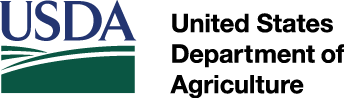 USDA
United States
Department of
Agriculture